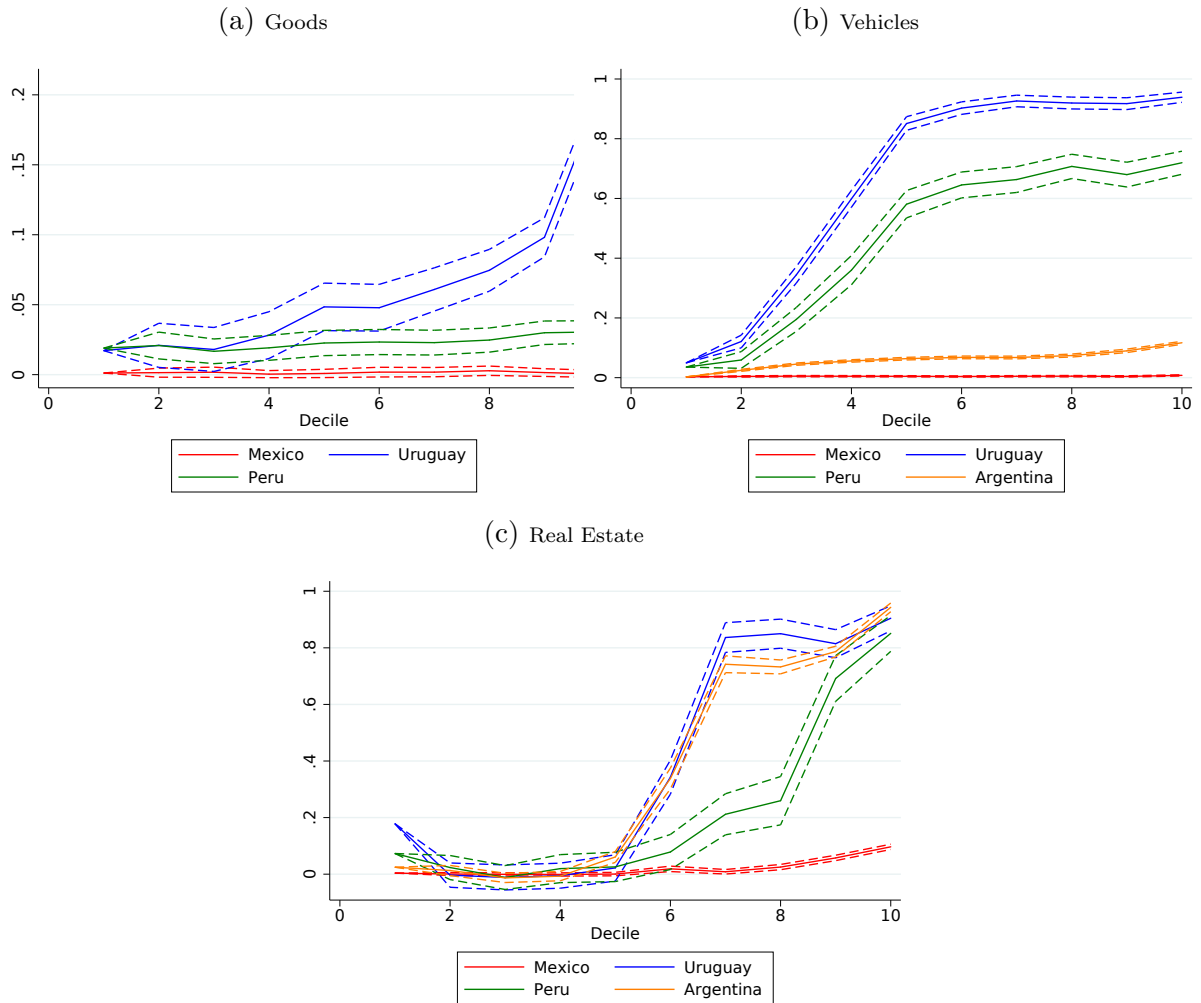 (a) Goods
.2
.15
.1
.05
0
0 2 4 6 8
Decile
Mexico Uruguay
Peru
(b) Vehicles
1
.8
.6
.4
.2
0
0 2 4 6 8 10
Decile
Mexico Uruguay
Peru Argentina
(c) Real Estate
1
.8
.6
.4
.2
0
0 2 4 6 8 10
Decile
Mexico Uruguay
Peru Argentina